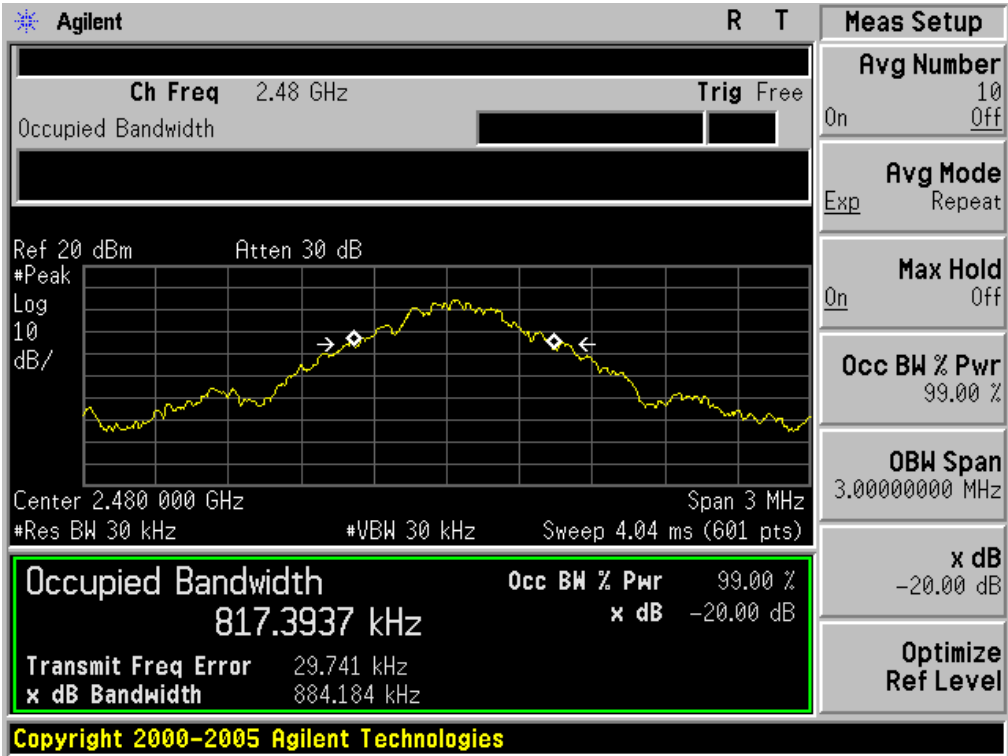 Agilent R T
Ch Freq 2.48 GHz Trig Free
Occupied Bandwidth
Ref 20 dBm Atten 30 dB
#Peak
Log
10
dB/
Center 2.480 000 GHz Span 3 MHz
#Res BW 30 kHz #VBW 30 kHz Sweep 4.04 ms (601 pts)
Occupied Bandwidth
817.3937 kHz
Occ BW % Pwr 99.00 %
x dB -20.00 dB
Transmit Freq Error 29.741 kHz
x dB Bandwidth 884.184 kHz
Copyright 2000-2005 Agilent Technologies
Meas Setup
Avg Number
10
On Off
Avg Mode
Exp Repeat
Max Hold
On Off
Occ BW % Pwr
99.00 %
OBW Span
3.00000000 MHz
x dB
-20.00 dB
Optimize
Ref Level